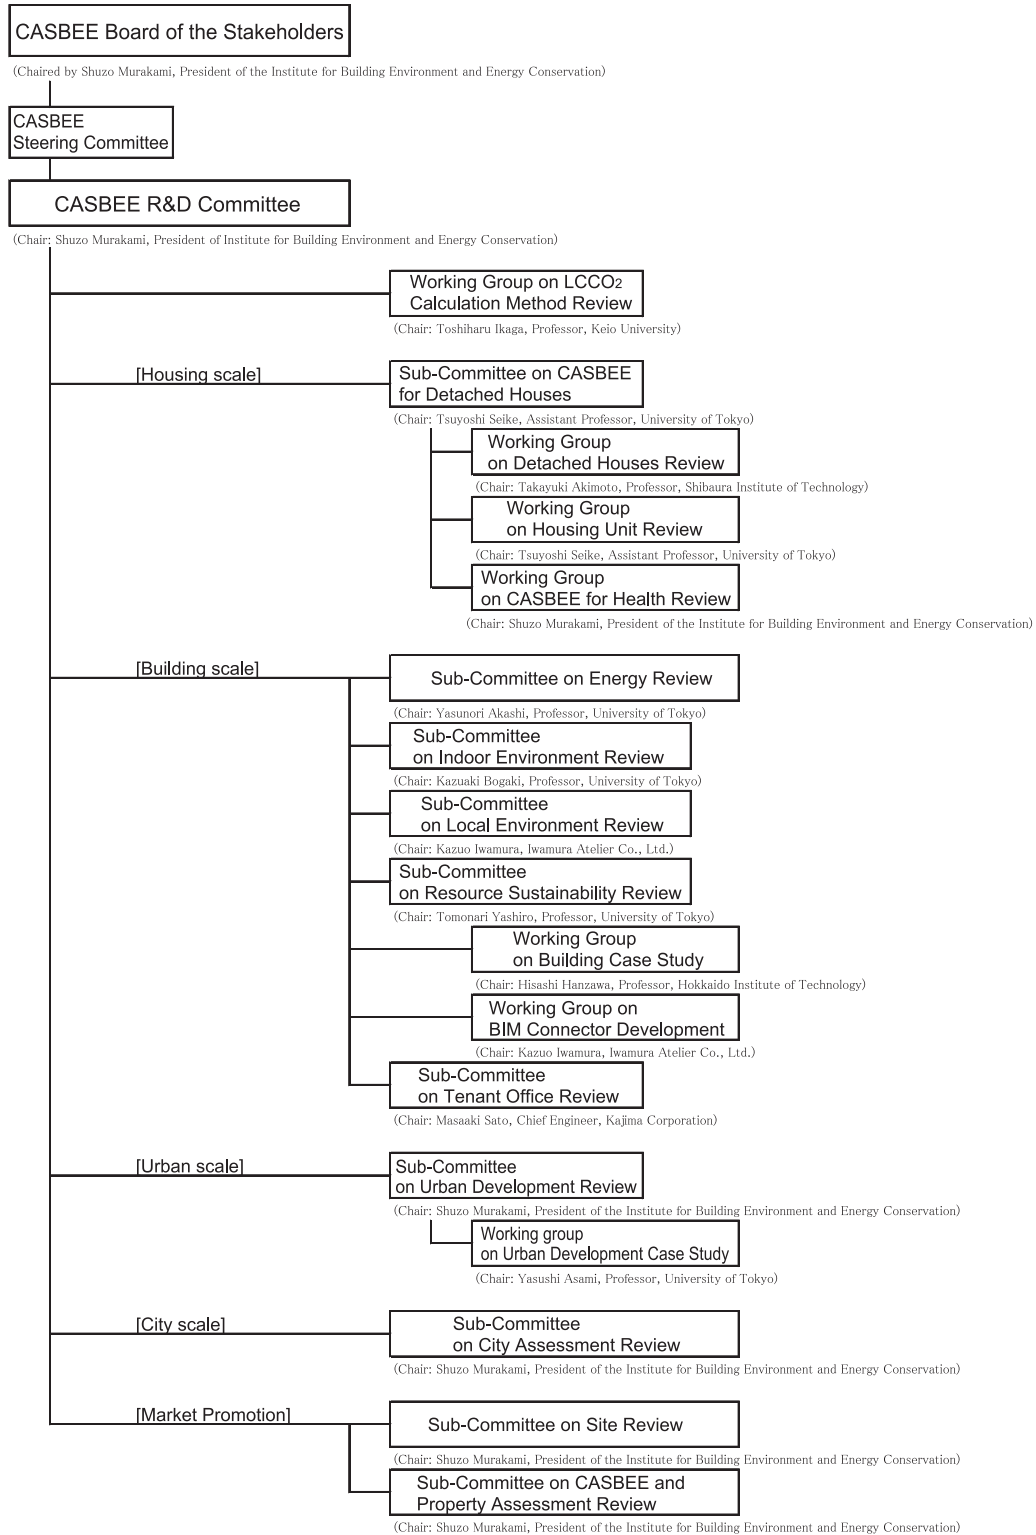 CASBEE Board of the Stakeholders
(Chaired by Shuzo Murakami, President of the Institute for Building Environment and Energy Conservation)
CASBEE
Steering Committee
CASBEE R&D Committee
(Chair: Shuzo Murakami, President of Institute for Building Environment and Energy Conservation)
Working Group on LCCO2
Calculation Method Review
(Chair: Toshiharu Ikaga, Professor, Keio University)
[Housing scale]
Sub-Committee on CASBEE
for Detached Houses
(Chair: Tsuyoshi Seike, Assistant Professor, University of Tokyo)
Working Group
on Detached Houses Review
(Chair: Takayuki Akimoto, Professor, Shibaura Institute of Technology)
Working Group
on Housing Unit Review
(Chair: Tsuyoshi Seike, Assistant Professor, University of Tokyo)
Working Group
on CASBEE for Health Review
(Chair: Shuzo Murakami, President of the Institute for Building Environment and Energy Conservation)
[Building scale]
Sub-Committee on Energy Review
(Chair: Yasunori Akashi, Professor, University of Tokyo)
Sub-Committee
on Indoor Environment Review
(Chair: Kazuaki Bogaki, Professor, University of Tokyo)
Sub-Committee
on Local Environment Review
(Chair: Kazuo Iwamura, Iwamura Atelier Co., Ltd.)
Sub-Committee
on Resource Sustainability Review
(Chair: Tomonari Yashiro, Professor, University of Tokyo)
Working Group
on Building Case Study
(Chair: Hisashi Hanzawa, Professor, Hokkaido Institute of Technology)
Working Group on
BIM Connector Development
(Chair: Kazuo Iwamura, Iwamura Atelier Co., Ltd.)
Sub-Committee
on Tenant Office Review
(Chair: Masaaki Sato, Chief Engineer, Kajima Corporation)
[Urban scale]
Sub-Committee
on Urban Development Review
(Chair: Shuzo Murakami, President of the Institute for Building Environment and Energy Conservation)
Working group
on Urban Development Case Study
(Chair: Yasushi Asami, Professor, University of Tokyo)
[City scale]
Sub-Committee
on City Assessment Review
(Chair: Shuzo Murakami, President of the Institute for Building Environment and Energy Conservation)
[Market Promotion]
Sub-Committee on Site Review
(Chair: Shuzo Murakami, President of the Institute for Building Environment and Energy Conservation)
Sub-Committee on CASBEE and
Property Assessment Review
(Chair: Shuzo Murakami, President of the Institute for Building Environment and Energy Conservation)